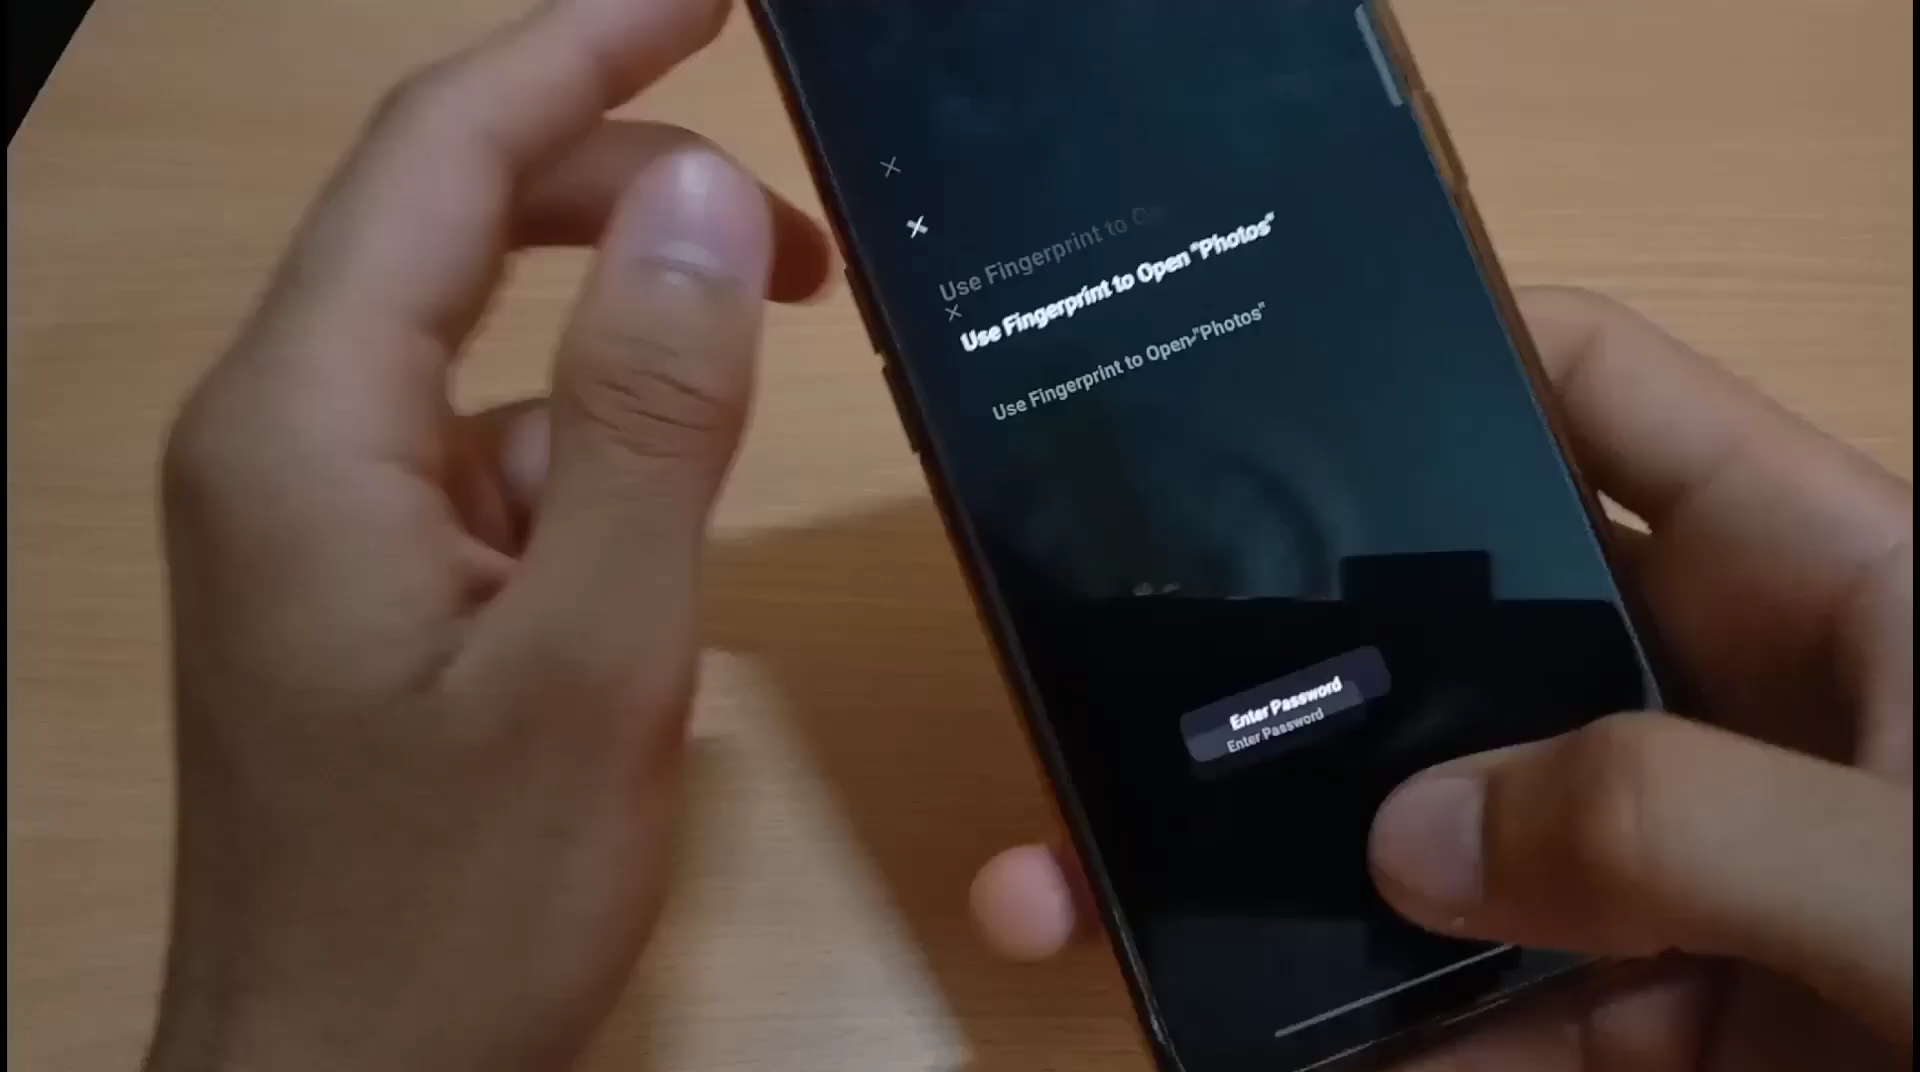 Use Fingerprint to O
Use Fingerprint to Open "Photos"
Use Fingerprint to Open "Photos"
Enter Password
Enter Password